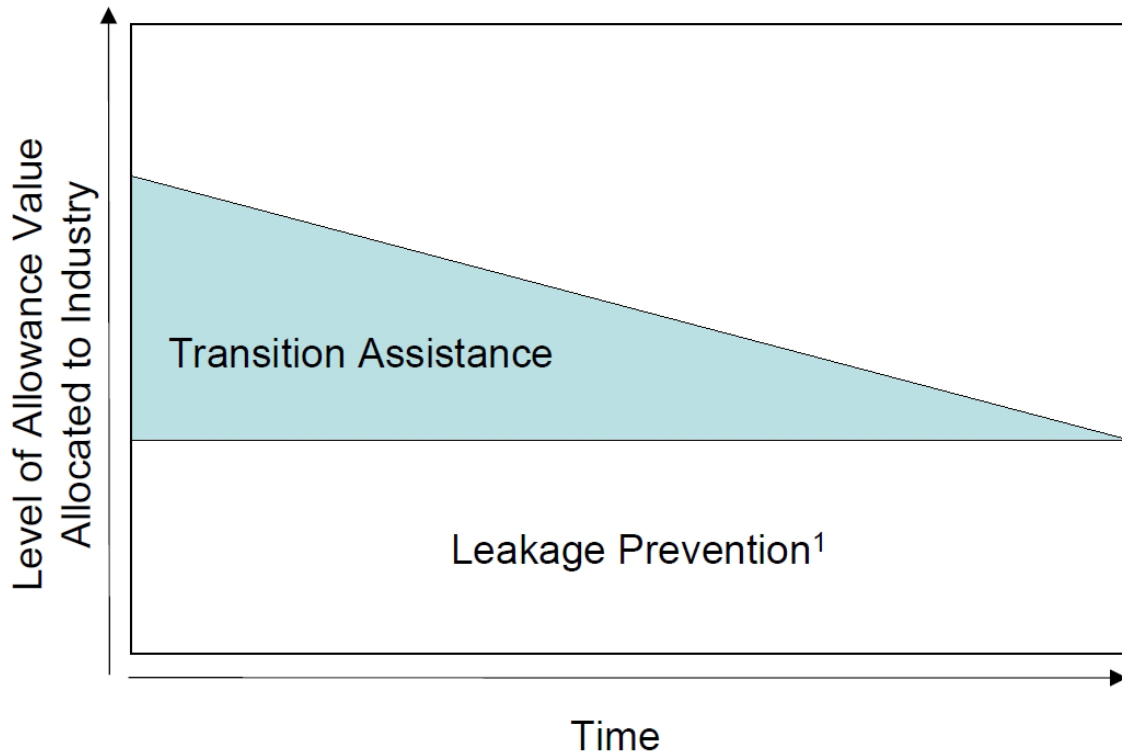 Level of Allowance Value
Allocated to Industry
Transition Assistance
Leakage Prevention¹
Time